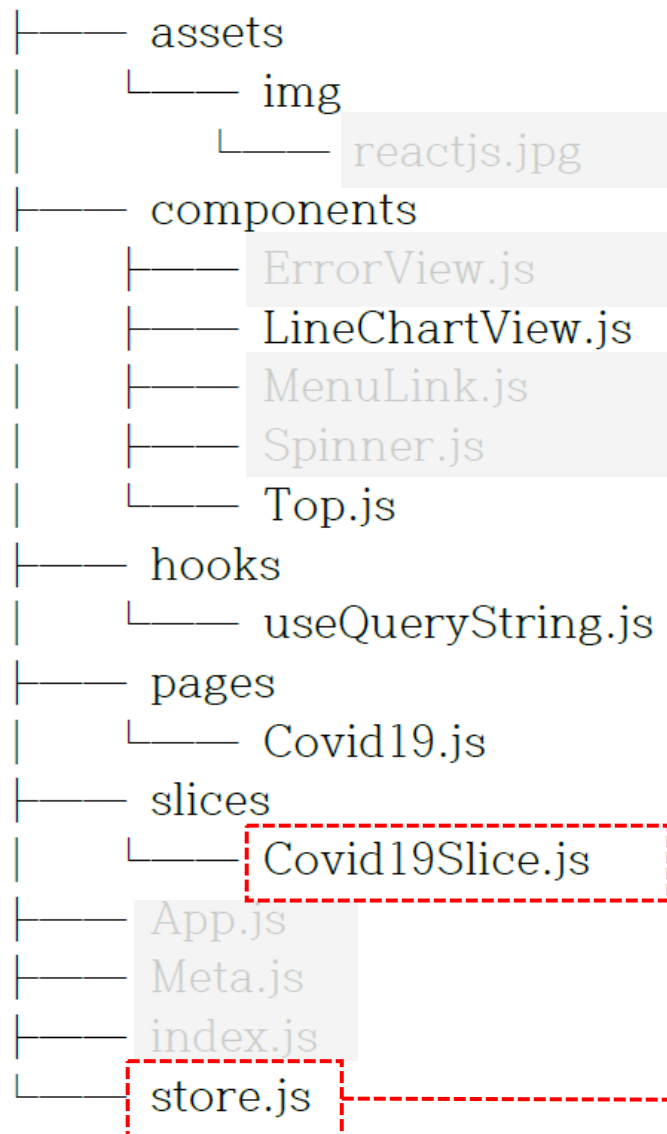 assets
img
reactjs.jpg
components
ErrorView.js
LineChartView.js
MenuLink.js
Spinner.js
Top.js
hooks
useQueryString.js
pages
Covid19.js
slices
Covid19Slice.js
App.js
Meta.js
index.js
store.js